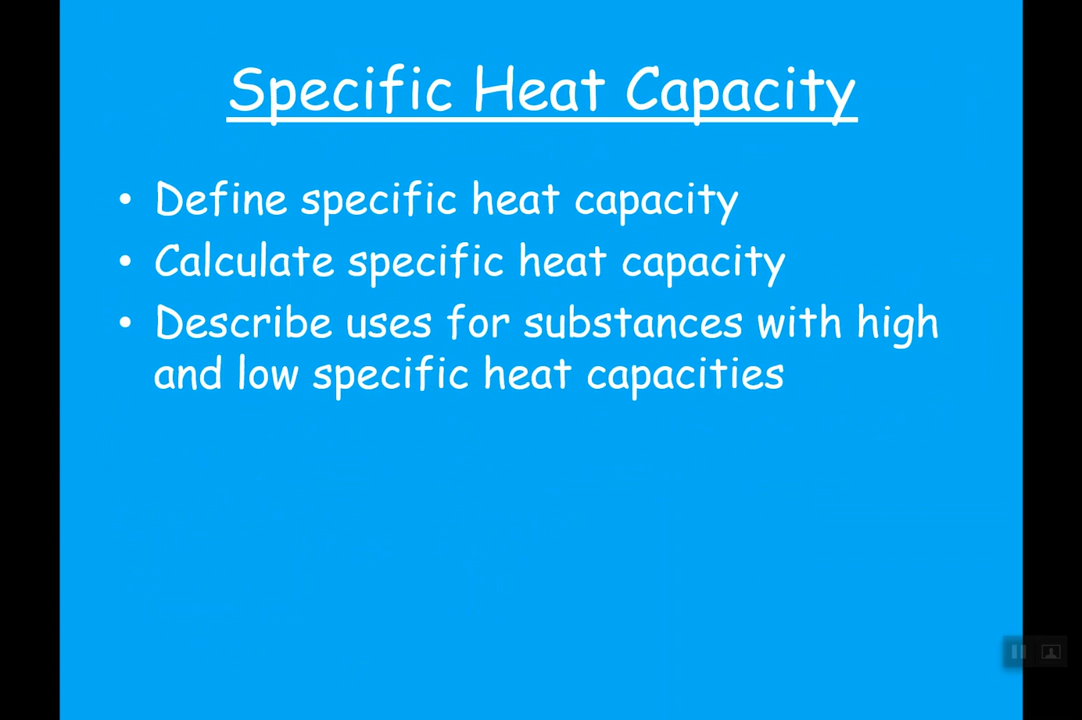 Specific Heat Capacity
• Define specific heat capacity
• Calculate specific heat capacity
• Describe uses for substances with high
and low specific heat capacities